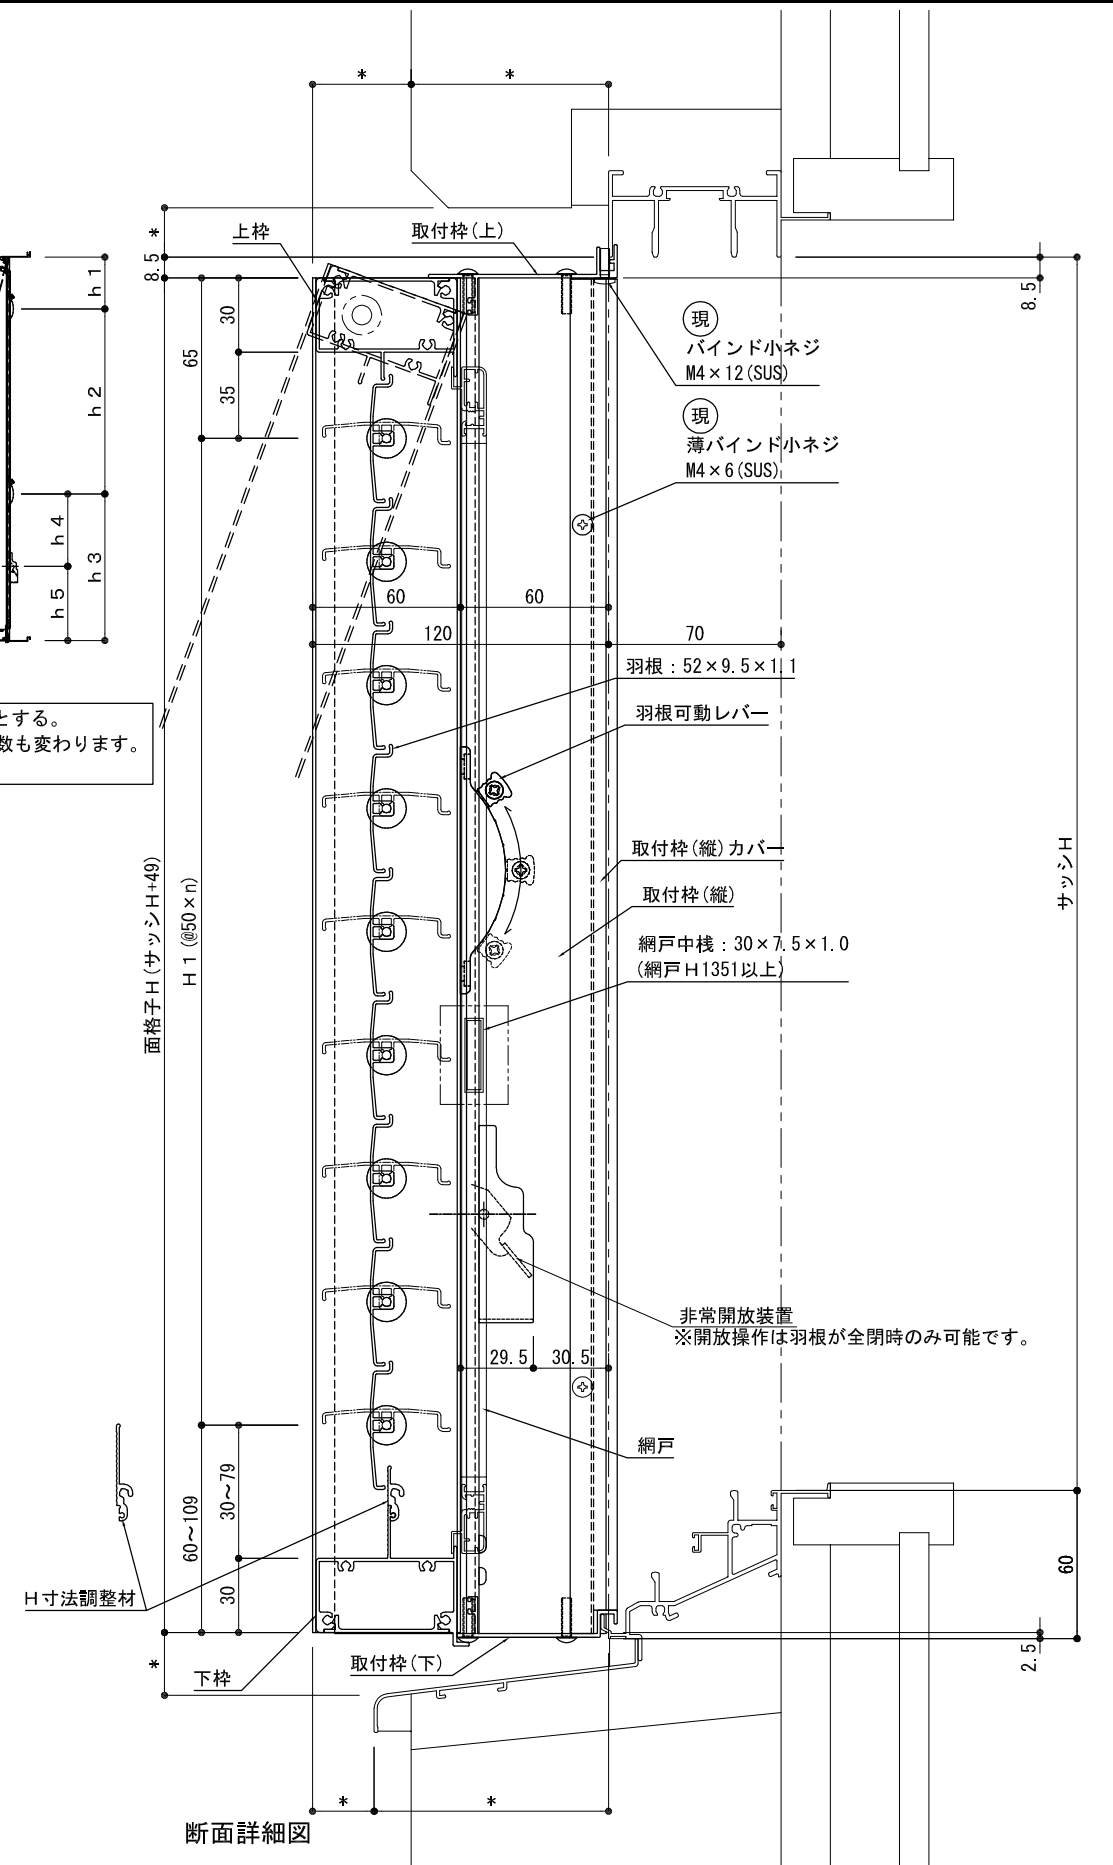 *
*
上枠
取付枠(上)
*
8.5
h1
h2
h4
h3
h5
30
65
35
8.5
現
バインド小ネジ
M4×12(SUS)
現
薄バインド小ネジ
M4×6(SUS)
60
60
120
70
羽根：52×9.5×1.1
羽根可動レバー
とする。
数も変わります。
取付枠(縦)カバー
取付枠(縦)
網戸中桟：30×7.5×1.0
(網戸H1351以上)
面格子H(サッシH+49)
H1(@50×n)
サッシH
非常開放装置
※開放操作は羽根が全閉時のみ可能です。
29.5
30.5
網戸
30～79
60～109
30
60
H寸法調整材
2.5
*
下枠
取付枠(下)
*
*
断面詳細図